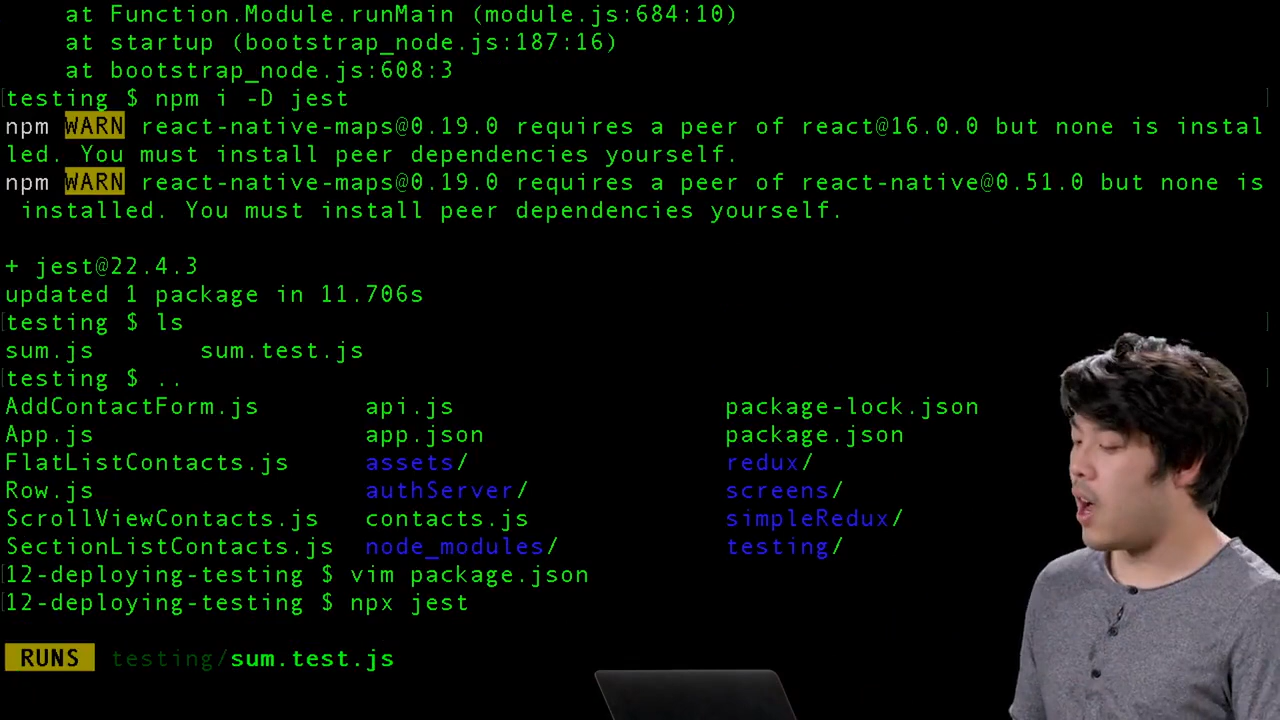 at Function.Module.runMain (module.js:684:10)
at startup (bootstrap_node.js:187:16)
at bootstrap_node.js:608:3
[testing $ npm i -D jest ]
npm WARN react-native-maps@0.19.0 requires a peer of react@16.0.0 but none is instal
led. You must install peer dependencies yourself.
npm WARN react-native-maps@0.19.0 requires a peer of react-native@0.51.0 but none is
installed. You must install peer dependencies yourself.
+ jest@22.4.3
updated 1 package in 11.706s
[testing $ ls ]
sum.js sum.test.js
[testing $ .. ]
AddContactForm.js api.js package-lock.json
App.js app.json package.json
FlatListContacts.js assets/ redux/
Row.js authServer/ screens/
ScrollViewContacts.js contacts.js simpleRedux/
SectionListContacts.js node_modules/ testing/
[12-deploying-testing $ vim package.json
[12-deploying-testing $ npx jest
RUNS testing/sum.test.js